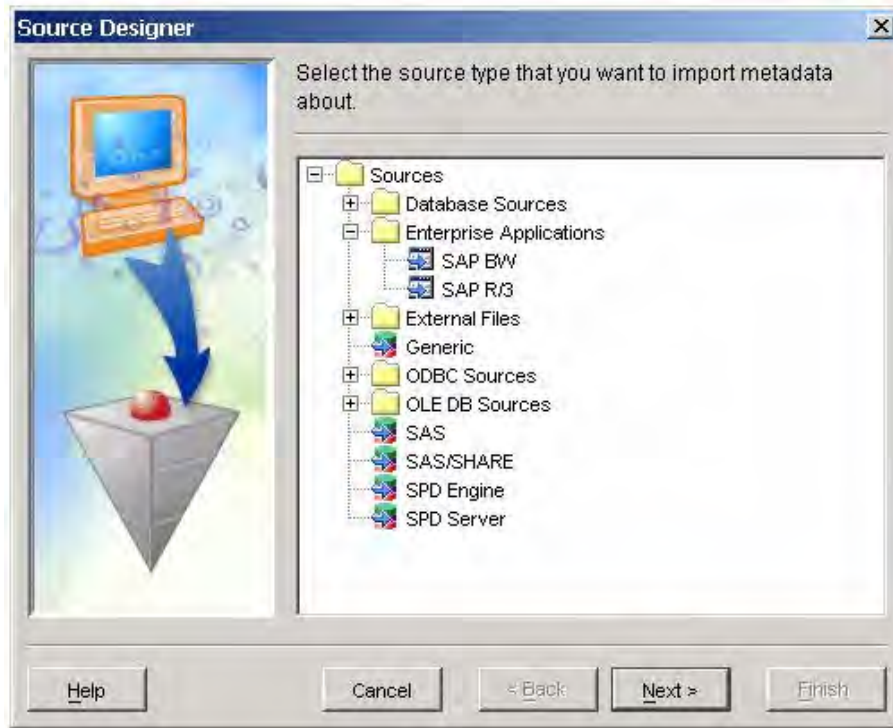 Source Designer
Select the source type that you want to import metadata
about.
Sources
Database Sources
Enterprise Applications
SAP BW
SAP R/3
External Files
Generic
ODBC Sources
OLE DB Sources
SAS
SAS/SHARE
SPD Engine
SPD Server
Help Cancel < Back Next > Finish